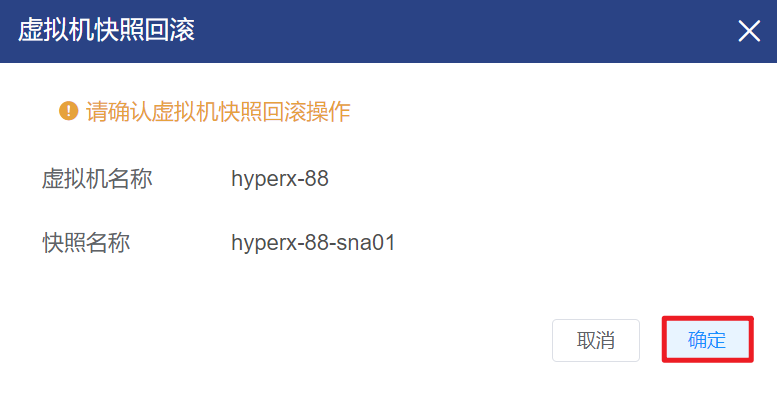 虚拟机快照回滚
请确认虚拟机快照回滚操作
虚拟机名称 hyperx-88
快照名称 hyperx-88-sna01
取消 确定